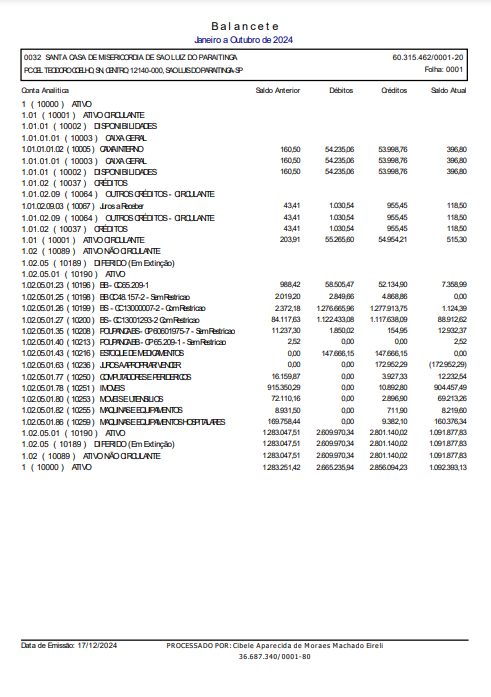 Balancete
Janeiro a Outubro de 2024
0032 SANTA CASA DE MISERICORDIA DE SAO LUIZ DO PARAITINGA 60.315.462/0001-20
PC CEL TEODORO COELHO, SN, CENTRO, 12140-000, SAO LUIS DO PARAITINGA-SP Folha: 0001
Conta Analítica Saldo Anterior Débitos Créditos Saldo Atual
1 ( 10000 ) ATIVO
1.01 ( 10001 ) ATIVO CIRCULANTE
1.01.01 ( 10002 ) DISPONIBILIDADES
1.01.01.01 ( 10003 ) CAIXA GERAL
1.01.01.01.02 ( 10005 ) CAIXA INTERNO 160,50 54.235,06 53.998,76 396,80
1.01.01.01 ( 10003 ) CAIXA GERAL 160,50 54.235,06 53.998,76 396,80
1.01.01 ( 10002 ) DISPONIBILIDADES 160,50 54.235,06 53.998,76 396,80
1.01.02 ( 10037 ) CRÉDITOS
1.01.02.09 ( 10064 ) OUTROS CRÉDITOS - CIRCULANTE
1.01.02.09.03 ( 10067 ) Juros a Receber 43,41 1.030,54 955,45 118,50
1.01.02.09 ( 10064 ) OUTROS CRÉDITOS - CIRCULANTE 43,41 1.030,54 955,45 118,50
1.01.02 ( 10037 ) CRÉDITOS 43,41 1.030,54 955,45 118,50
1.01 ( 10001 ) ATIVO CIRCULANTE 203,91 55.265,60 54.954,21 515,30
1.02 ( 10089 ) ATIVO NÃO CIRCULANTE
1.02.05 ( 10189 ) DIFERIDO (Em Extinção)
1.02.05.01 ( 10190 ) ATIVO
1.02.05.01.23 ( 10196 ) BB - CC 65.209-1 988,42 58.505,47 52.134,90 7.358,99
1.02.05.01.25 ( 10198 ) BB CC 48.157-2 - Sem Restricao 2.019,20 2.849,66 4.868,86 0,00
1.02.05.01.26 ( 10199 ) BS - CC 13000007-2 - Com Restricao 2.372,18 1.276.665,96 1.277.913,75 1.124,39
1.02.05.01.27 ( 10200 ) BS - CC 13001293-2 Com Restricao 84.117,63 1.122.433,08 1.117.638,09 88.912,62
1.02.05.01.35 ( 10208 ) POUPANCA BS - CP 60601975-7 - Sem Restricao 11.237,30 1.850,02 154,95 12.932,37
1.02.05.01.40 ( 10213 ) POUPANCA BB - CP 65.209-1 - Sem Restricao 2,52 0,00 0,00 2,52
1.02.05.01.43 ( 10216 ) ESTOQUE DE MEDICAMENTOS 0,00 147.666,15 147.666,15 0,00
1.02.05.01.63 ( 10236 ) JUROS A APROPRIAR VENDER 0,00 0,00 172.952,29 (172.952,29)
1.02.05.01.77 ( 10250 ) COMPUTADORES E PERIFERICOS 16.159,87 0,00 3.927,33 12.232,54
1.02.05.01.78 ( 10251 ) IMOVEIS 915.350,29 0,00 10.892,80 904.457,49
1.02.05.01.80 ( 10253 ) MOVEIS E UTENSILIOS 72.110,16 0,00 2.896,90 69.213,26
1.02.05.01.82 ( 10255 ) MAQUINAS E EQUIPAMENTOS 8.931,50 0,00 711,90 8.219,60
1.02.05.01.86 ( 10259 ) MAQUINAS E EQUIPAMENTOS HOSPITALARES 169.758,44 0,00 9.382,10 160.376,34
1.02.05.01 ( 10190 ) ATIVO 1.283.047,51 2.609.970,34 2.801.140,02 1.091.877,83
1.02.05 ( 10189 ) DIFERIDO (Em Extinção) 1.283.047,51 2.609.970,34 2.801.140,02 1.091.877,83
1.02 ( 10089 ) ATIVO NÃO CIRCULANTE 1.283.047,51 2.609.970,34 2.801.140,02 1.091.877,83
1 ( 10000 ) ATIVO 1.283.251,42 2.665.235,94 2.856.094,23 1.092.393,13
Data de Emissão: 17/12/2024 PROCESSADO POR: Cibele Aparecida de Moraes Machado Eireli
36.687.340/0001-80